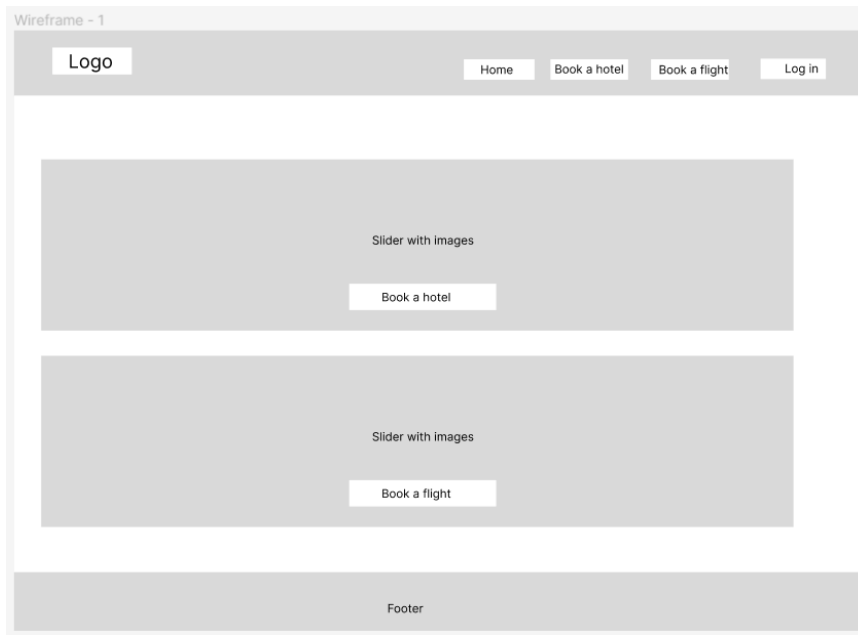 Wireframe - 1
Logo
Home
Book a hotel
Book a flight
Log in
Slider with images
Book a hotel
Slider with images
Book a flight
Footer